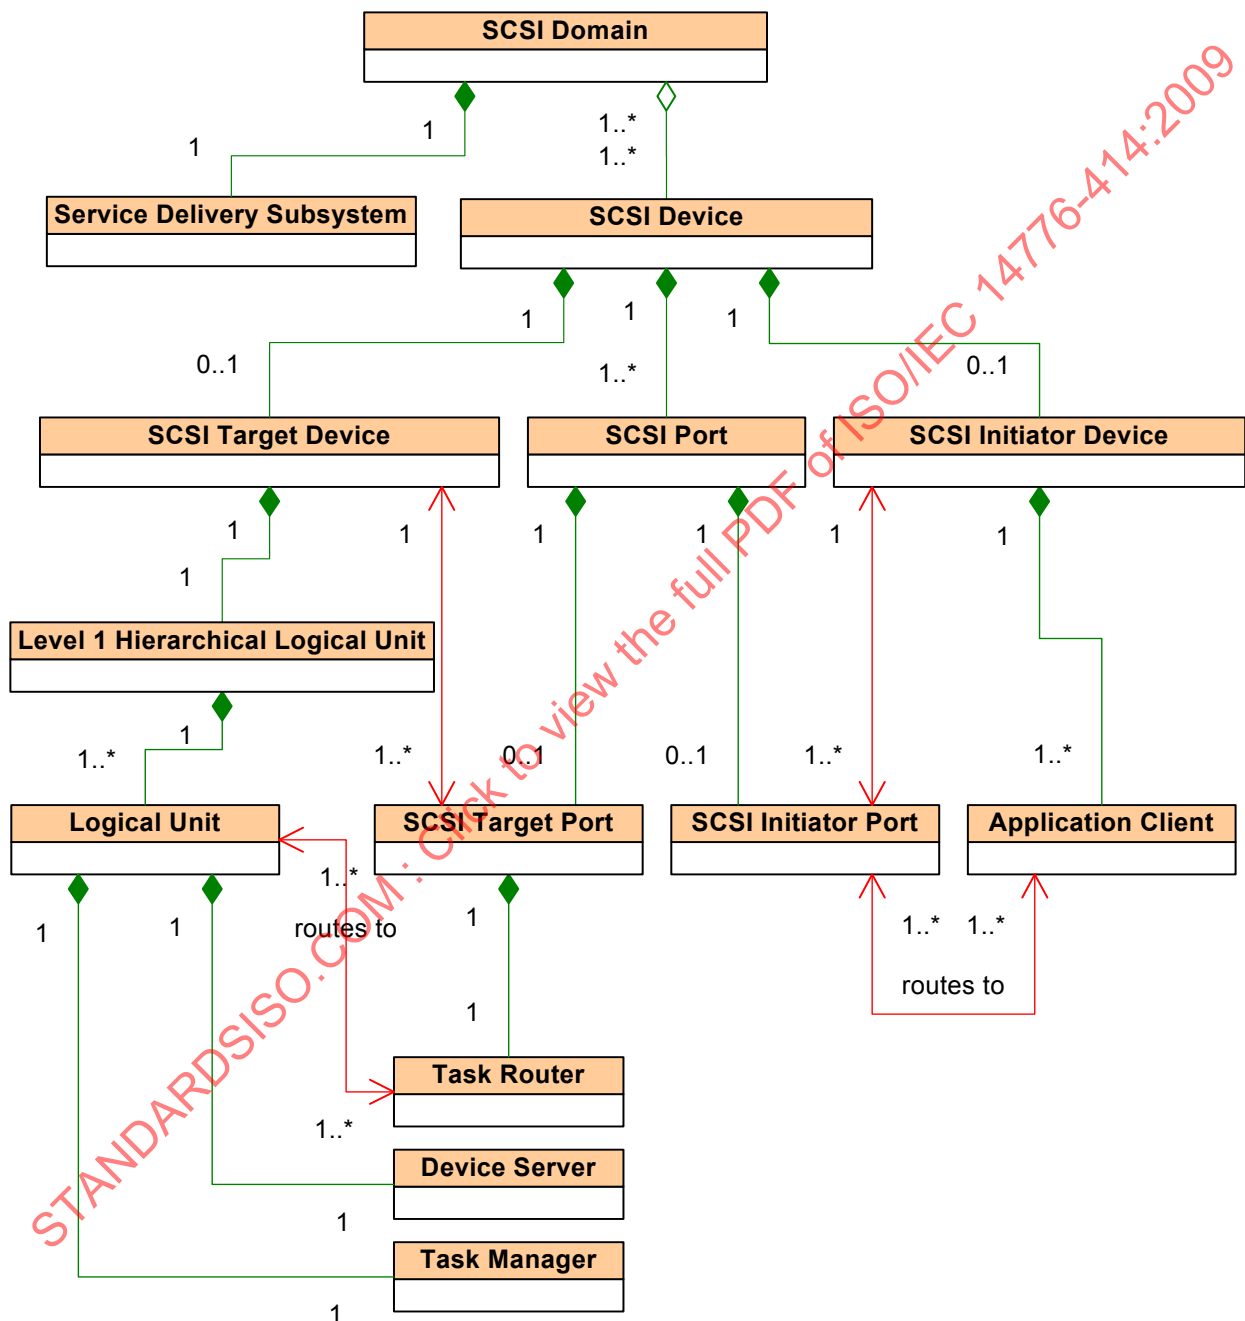 SCSI Domain
1
1
1..*
1..*
Service Delivery Subsystem
SCSI Device
1
1
1
0..1
1..*
0..1
SCSI Target Device
SCSI Port
SCSI Initiator Device
1
1
1
1
1
1
1
Level 1 Hierarchical Logical Unit
1
1..*
1..*
0..1
0..1
1..*
1..*
Logical Unit
SCSI Target Port
SCSI Initiator Port
Application Client
1..*
routes to
1
1
1
1..*
1..*
routes to
1
Task Router
1..*
Device Server
1
Task Manager
1
STANDARDSISO.COM : Click to view the full PDF of ISO/IEC 14776-414:2009